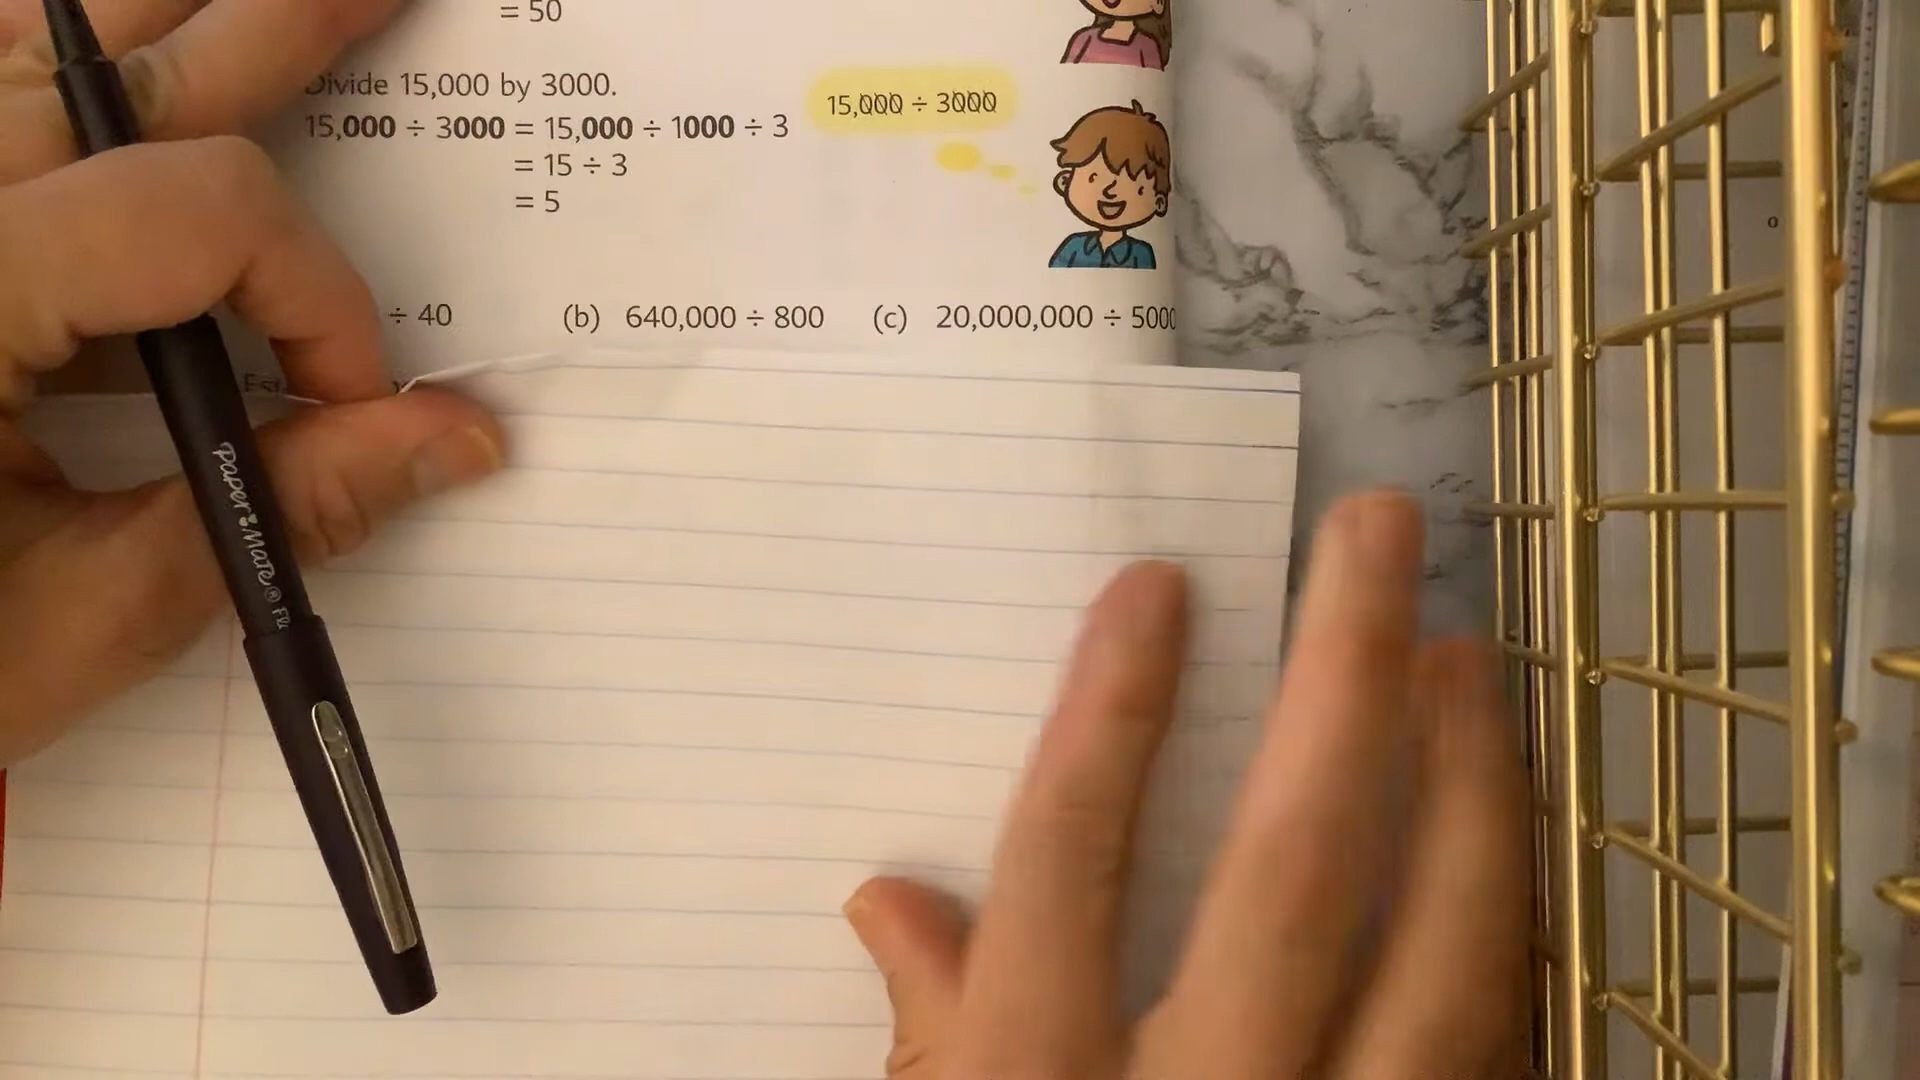 = 50
Divide 15,000 by 3000.
15,000 ÷ 3000
15,000 ÷ 3000 = 15,000 ÷ 1000 ÷ 3
= 15 ÷ 3
= 5
÷ 40 (b) 640,000 ÷ 800 (c) 20,000,000 ÷ 5000
Paper Mate®